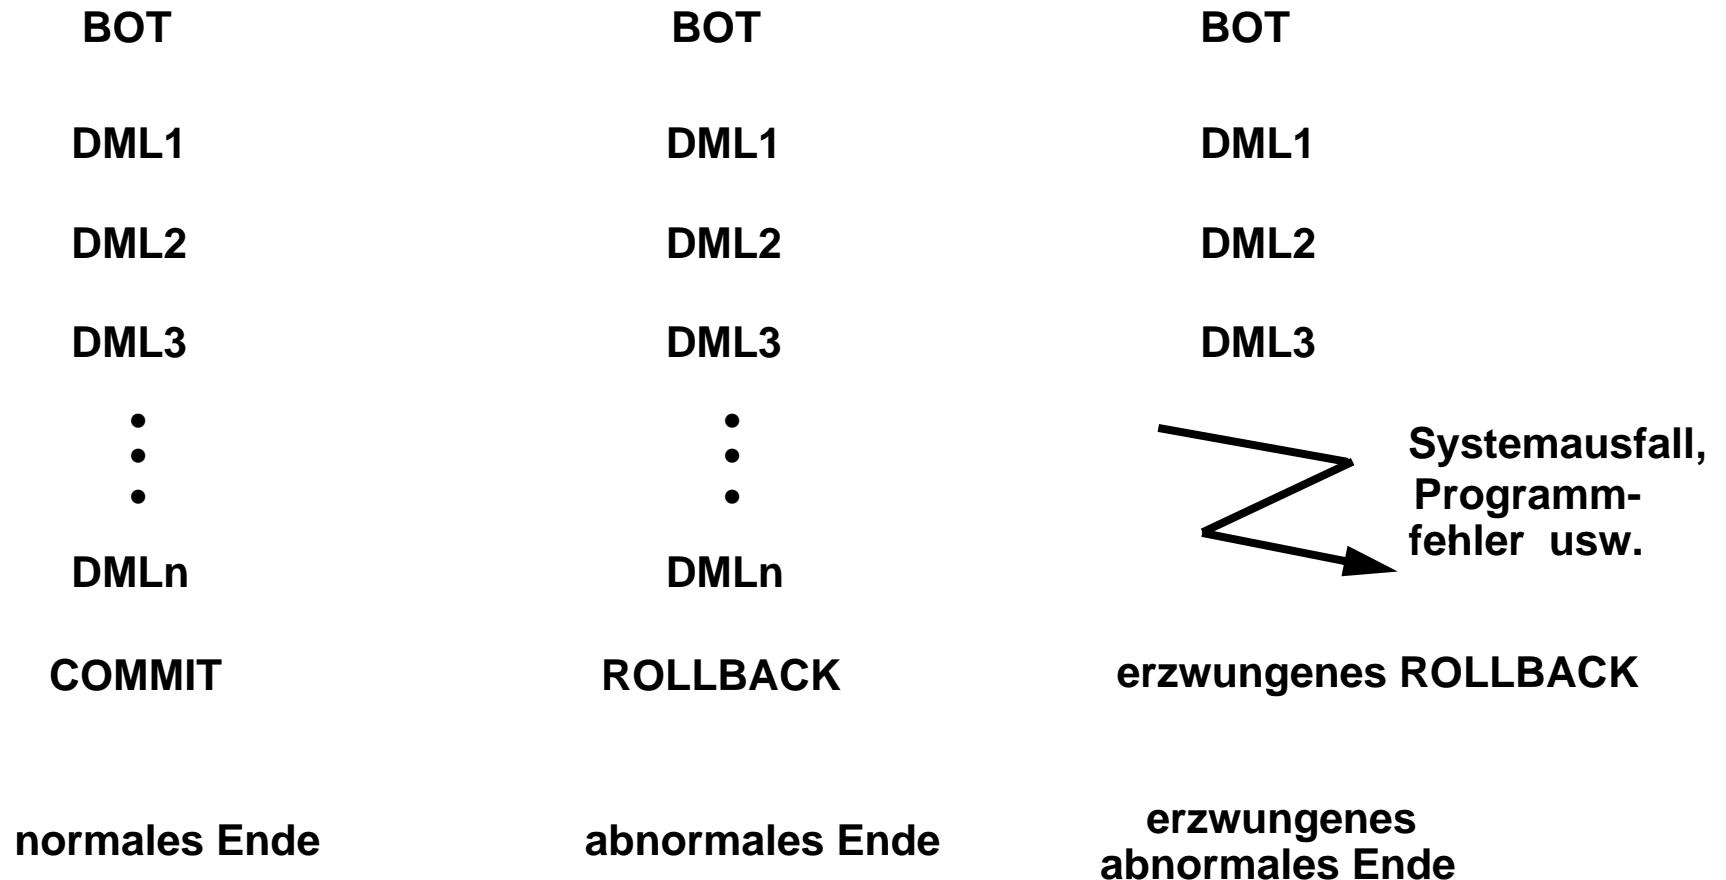 BOT
DML1
DML2
DML3
DMLn
COMMIT
normales Ende
BOT
DML1
DML2
DML3
DMLn
ROLLBACK
abnormales Ende
BOT
DML1
DML2
DML3
Systemausfall,
Programm-
fehler usw.
erzwungenes ROLLBACK
erzwungenes
abnormales Ende